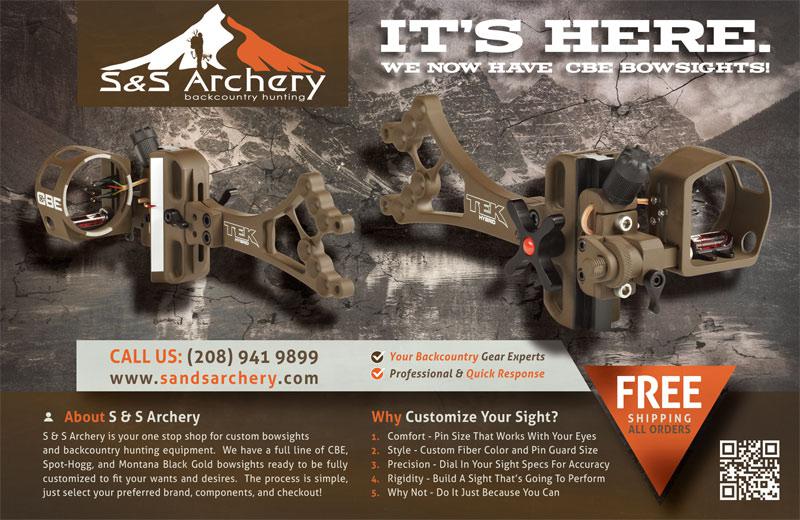 S&S Archery
backcountry hunting
IT'S HERE.
WE NOW HAVE CBE BOWSIGHTS!
CBE
TEK
HYBRID
TEK
HYBRID
CALL US: (208) 941 9899
www.sandsarchery.com
Your Backcountry Gear Experts
Professional & Quick Response
FREE
SHIPPING
ALL ORDERS
About S & S Archery
S & S Archery is your one stop shop for custom bowsights
and backcountry hunting equipment. We have a full line of CBE,
Spot-Hogg, and Montana Black Gold bowsights ready to be fully
customized to fit your wants and desires. The process is simple,
just select your preferred brand, components, and checkout!
Why Customize Your Sight?
1. Comfort - Pin Size That Works With Your Eyes
2. Style - Custom Fiber Color and Pin Guard Size
3. Precision - Dial In Your Sight Specs For Accuracy
4. Rigidity - Build A Sight That's Going To Perform
5. Why Not - Do It Just Because You Can